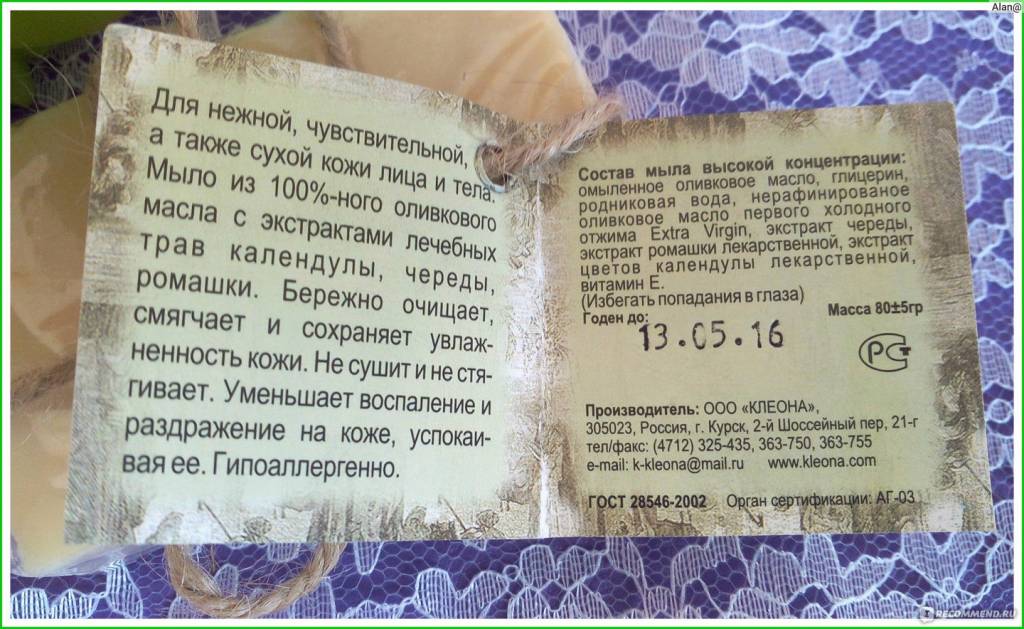 Alan@
Для нежной, чувствительной,
а также сухой кожи лица и тела.
Мыло из 100%-ного оливкового
масла с экстрактами лечебных
трав календулы, череды,
ромашки. Бережно очищает,
смягчает и сохраняет увлаж-
ненность кожи. Не сушит и не стя-
гивает. Уменьшает воспаление и
раздражение на коже, успокаи-
вая ее. Гипоаллергенно.
Состав мыла высокой концентрации:
омыленное оливковое масло, глицерин,
родниковая вода, нерафинированое
оливковое масло первого холодного
отжима Extra Virgin, экстракт череды,
экстракт ромашки лекарственной, экстракт
цветов календулы лекарственной,
витамин Е.
(Избегать попадания в глаза)
Годен до: 13.05.16
Масса 80±5гр
РСТ
Производитель: ООО «КЛЕОНА»,
305023, Россия, г. Курск, 2-й Шоссейный пер, 21-г
тел/факс: (4712) 325-435, 363-750, 363-755
e-mail: k-kleona@mail.ru www.kleona.com
ГОСТ 28546-2002 Орган сертификации: АГ-03
RECOMMEND.RU